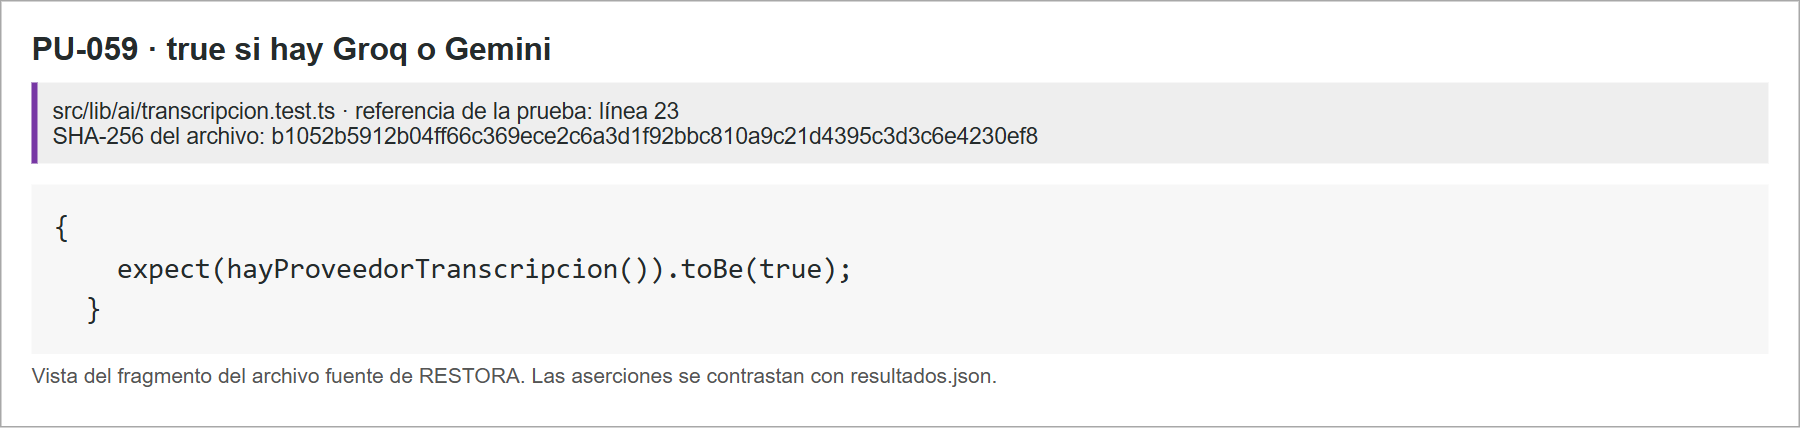 PU-059 · true si hay Groq o Gemini
src/lib/ai/transcripcion.test.ts · referencia de la prueba: línea 23
SHA-256 del archivo: b1052b5912b04ff66c369ece2c6a3d1f92bbc810a9c21d4395c3d3c6e4230ef8
{
    expect(hayProveedorTranscripcion()).toBe(true);
  }
Vista del fragmento del archivo fuente de RESTORA. Las aserciones se contrastan con resultados.json.